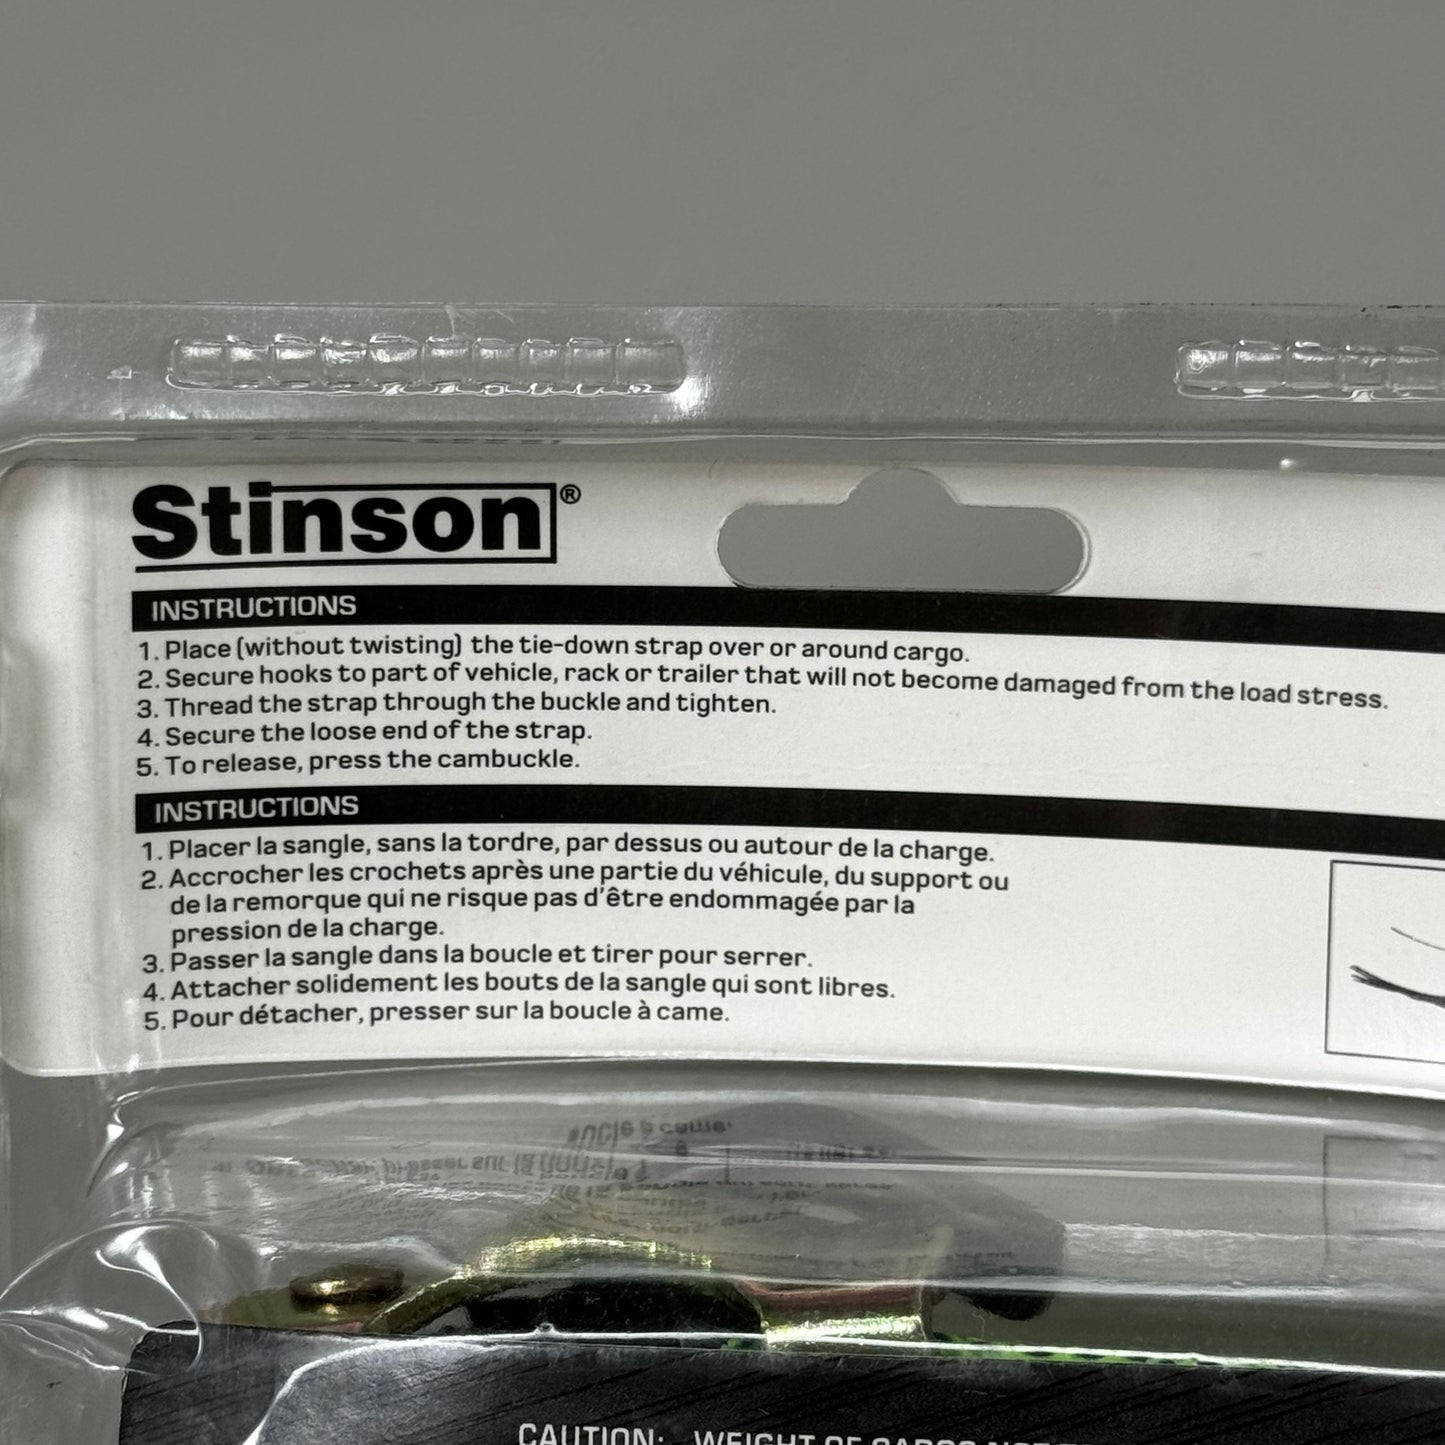 Stinson®
INSTRUCTIONS
1. Place (without twisting) the tie-down strap over or around cargo.
2. Secure hooks to part of vehicle, rack or trailer that will not become damaged from the load stress.
3. Thread the strap through the buckle and tighten.
4. Secure the loose end of the strap.
5. To release, press the cambuckle.
INSTRUCTIONS
1. Placer la sangle, sans la tordre, par dessus ou autour de la charge.
2. Accrocher les crochets après une partie du véhicule, du support ou
de la remorque qui ne risque pas d'être endommagée par la
pression de la charge.
3. Passer la sangle dans la boucle et tirer pour serrer.
4. Attacher solidement les bouts de la sangle qui sont libres.
5. Pour détacher, presser sur la boucle à came.
CAUTION: WEIGHT OF CARGO NOT